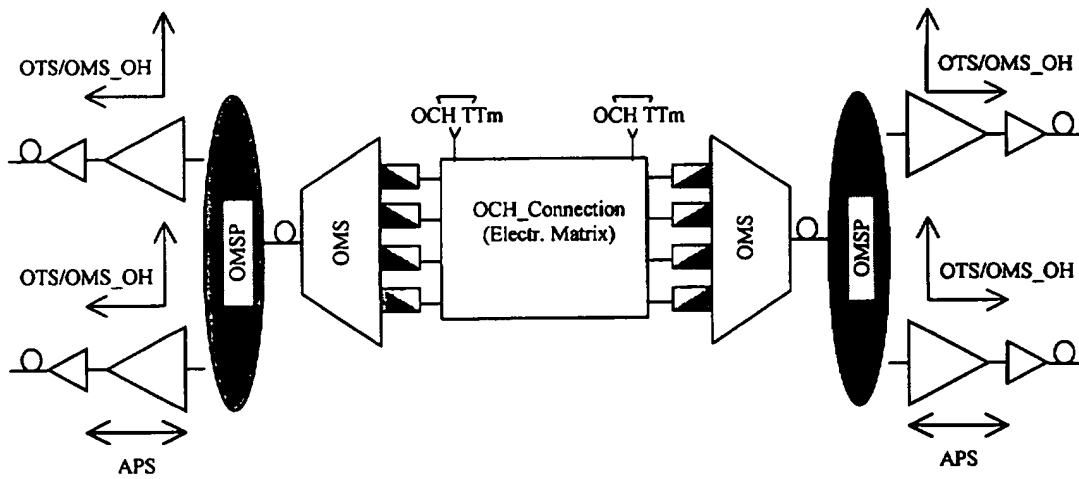 OTS/OMS_OH
OTS/OMS_OH
OCH TTm
OCH TTm
OCH_Connection
(Electr. Matrix)
OMSP
OMS
OMS
OMSP
OTS/OMS_OH
OTS/OMS_OH
APS
APS